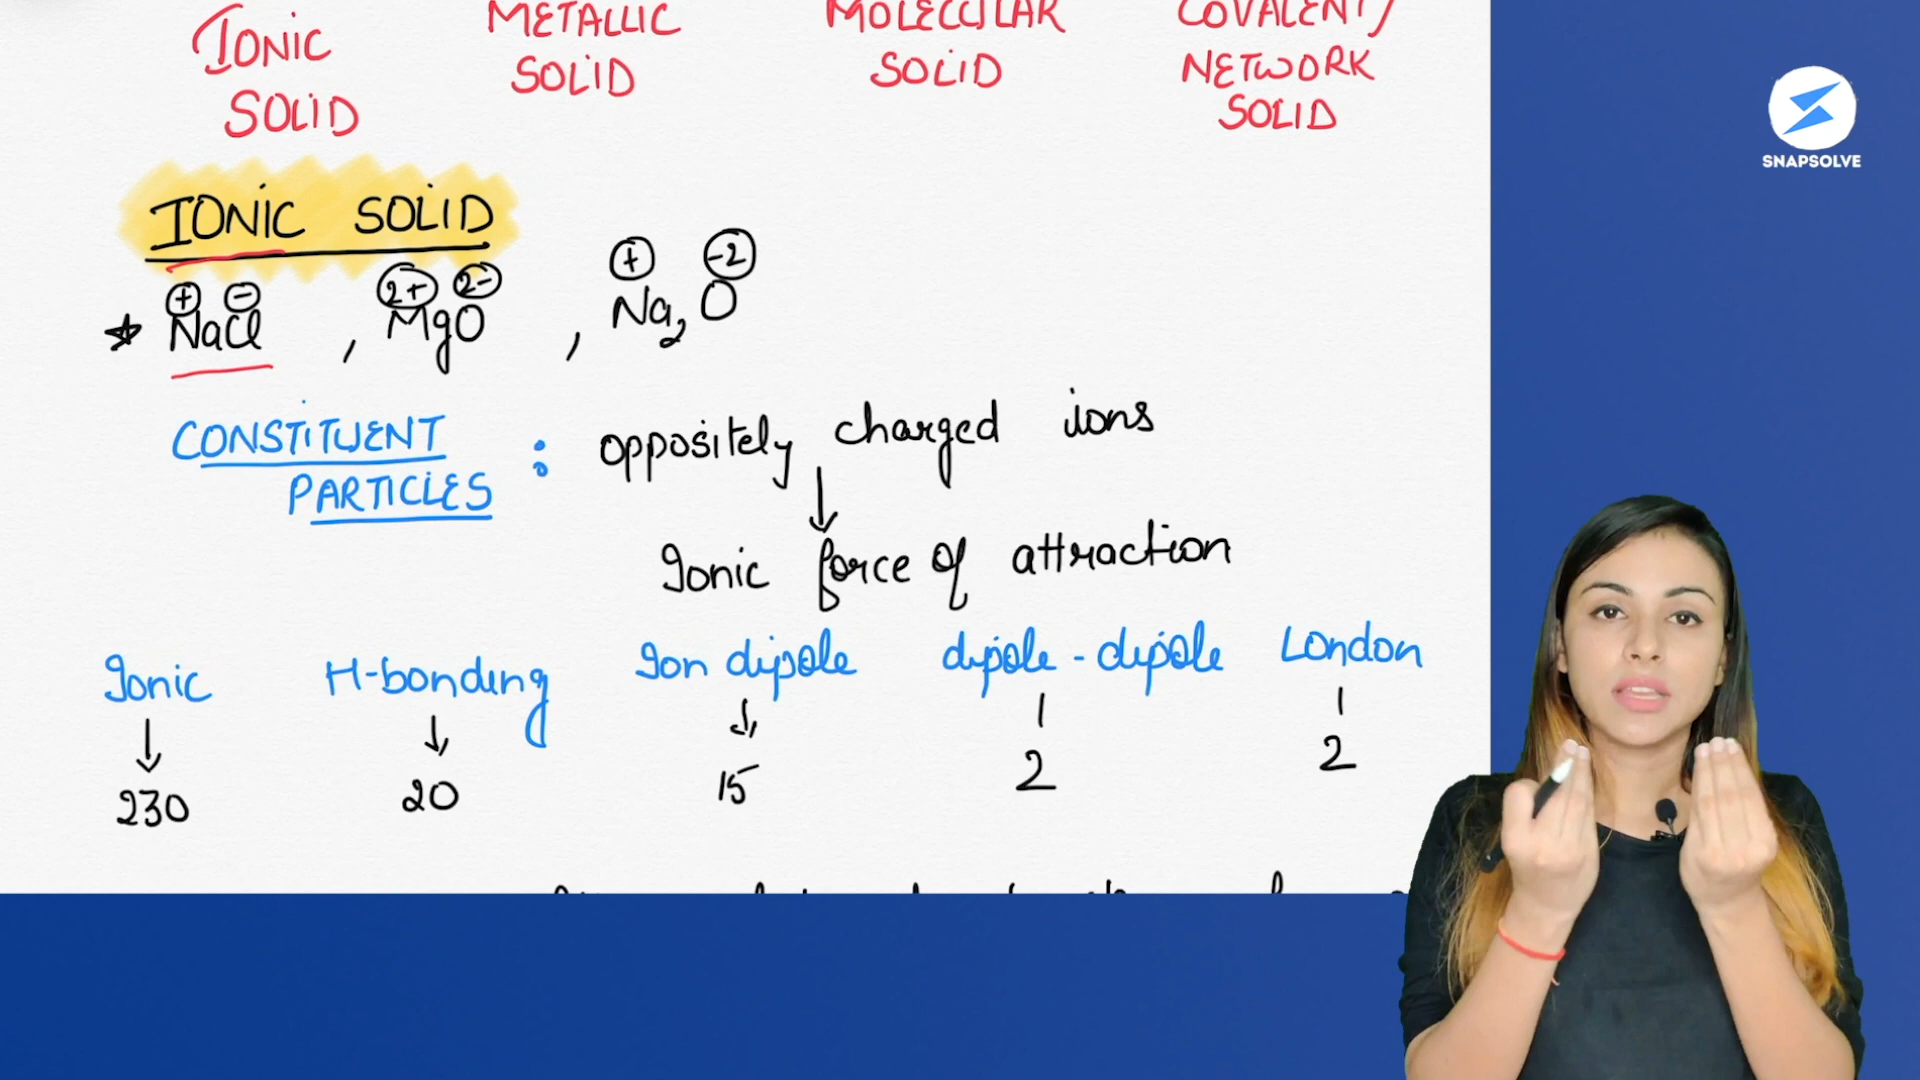 IONIC SOLID
METALLIC SOLID
MOLECULAR SOLID
COVALENT/ NETWORK SOLID
SNAPSOLVE
IONIC SOLID
+ - 2+ 2- + -2
* NaCl , MgO , Na2O
CONSTITUENT PARTICLES : oppositely charged ions
↓
Ionic force of attraction
Ionic H-bonding Ion dipole dipole - dipole London
↓ ↓ ↓ | |
230 20 15 2 2